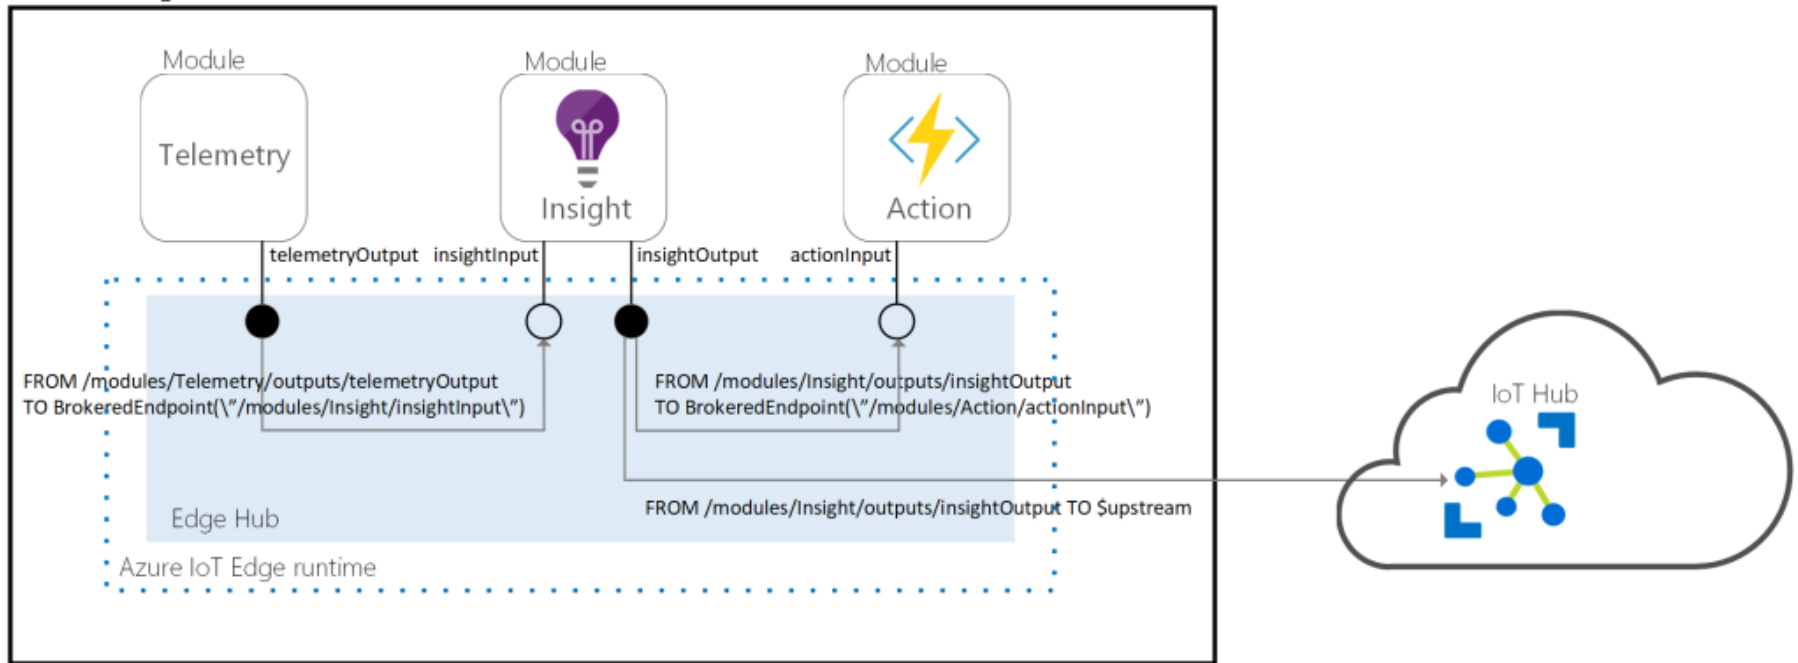 Module
Module
Module
Telemetry
Insight
Action
telemetryOutput
insightInput
insightOutput
actionInput
FROM /modules/Telemetry/outputs/telemetryOutput
TO BrokeredEndpoint(\"/modules/Insight/insightInput\")
FROM /modules/Insight/outputs/insightOutput
TO BrokeredEndpoint(\"/modules/Action/actionInput\")
IoT Hub
FROM /modules/Insight/outputs/insightOutput TO $upstream
Edge Hub
Azure IoT Edge runtime